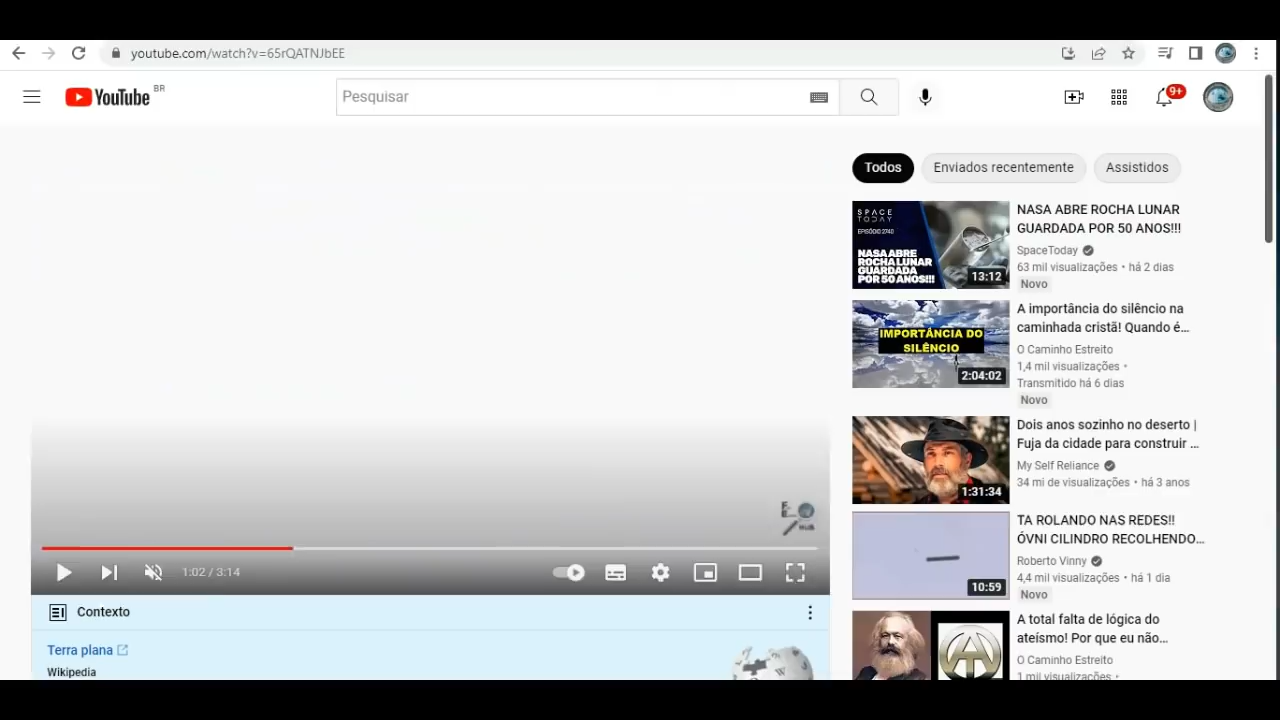 youtube.com/watch?v=65rQATNJbEE
YouTube BR
Pesquisar
9+
Todos
Enviados recentemente
Assistidos
SPACE
TODAY
EPISÓDIO 2740
NASA ABRE
ROCHA LUNAR
GUARDADA
POR 50 ANOS!!!
13:12
NASA ABRE ROCHA LUNAR
GUARDADA POR 50 ANOS!!!
SpaceToday
63 mil visualizações • há 2 dias
Novo
IMPORTÂNCIA DO
SILÊNCIO
2:04:02
A importância do silêncio na
caminhada cristã! Quando é...
O Caminho Estreito
1,4 mil visualizações •
Transmitido há 6 dias
Novo
1:31:34
Dois anos sozinho no deserto |
Fuja da cidade para construir ...
My Self Reliance
34 mi de visualizações • há 3 anos
10:59
TA ROLANDO NAS REDES!!
ÓVNI CILINDRO RECOLHENDO...
Roberto Vinny
4,4 mil visualizações • há 1 dia
Novo
A total falta de lógica do
ateísmo! Por que eu não...
O Caminho Estreito
1 mil visualizações •
HUB
1:02 / 3:14
Contexto
Terra plana
Wikipedia